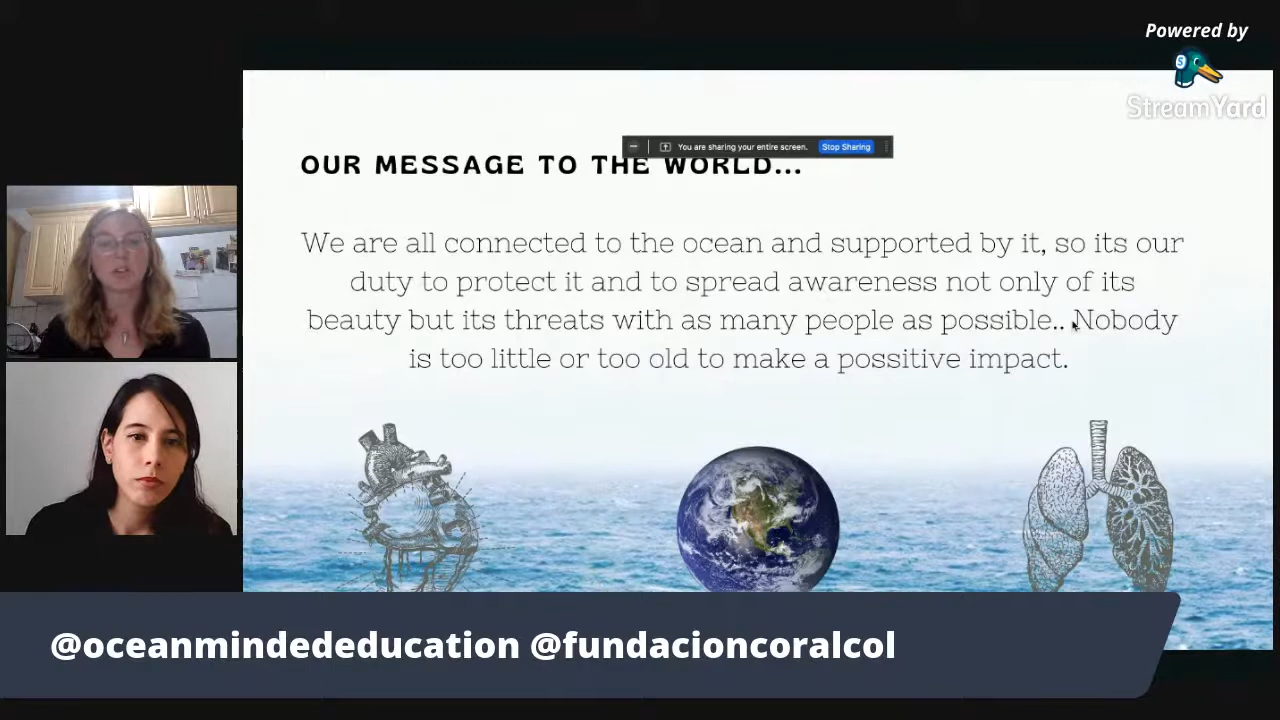 Powered by
StreamYard
You are sharing your entire screen. Stop Sharing
OUR MESSAGE TO THE WORLD...
We are all connected to the ocean and supported by it, so its our
duty to protect it and to spread awareness not only of its
beauty but its threats with as many people as possible.. Nobody
is too little or too old to make a possitive impact.
@oceanmindededucation @fundacioncoralcol